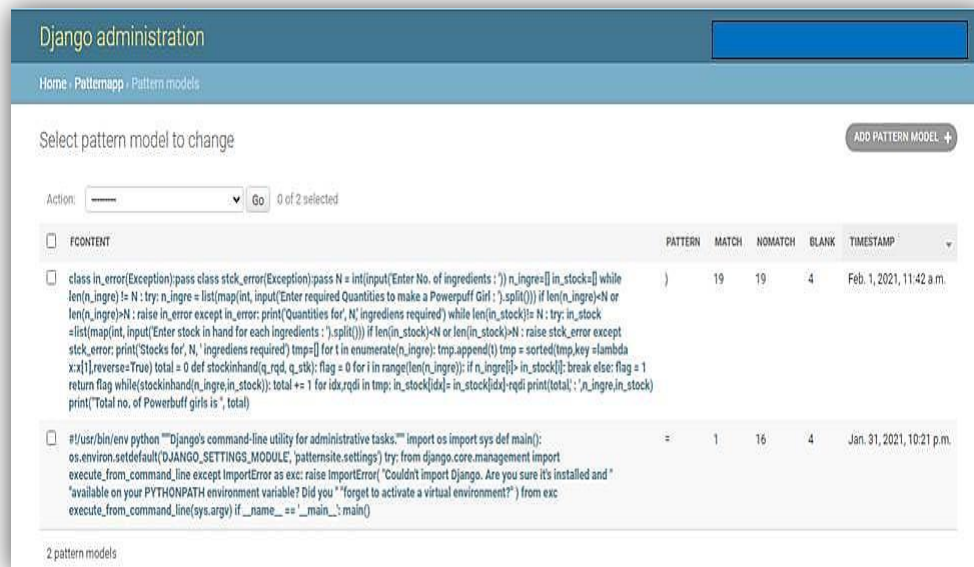 Django administration
Home › Patternapp › Pattern models
Select pattern model to change
ADD PATTERN MODEL +
Action: --------- Go 0 of 2 selected
FCONTENT PATTERN MATCH NOMATCH BLANK TIMESTAMP
class in_error(Exception):pass class stck_error(Exception):pass N = int(input('Enter No. of ingredients : ')) n_ingre=[] in_stock=[] while ) 19 19 4 Feb. 1, 2021, 11:42 a.m.
len(n_ingre) != N : try: n_ingre = list(map(int, input('Enter required Quantities to make a Powerpuff Girl : ').split())) if len(n_ingre)<N or
len(n_ingre)>N : raise in_error except in_error: print('Quantities for', N,' ingredients required') while len(in_stock)!= N : try: in_stock
=list(map(int, input('Enter stock in hand for each ingredients : ').split())) if len(in_stock)<N or len(in_stock)>N : raise stck_error except
stck_error: print('Stocks for', N, ' ingrediens required') tmp=[] for t in enumerate(n_ingre): tmp.append(t) tmp = sorted(tmp,key =lambda
x:x[1],reverse=True) total = 0 def stockinhand(q_rqd, q_stk): flag = 0 for i in range(len(n_ingre)): if n_ingre[i]> in_stock[i]: break else: flag = 1
return flag while(stockinhand(n_ingre,in_stock)): total += 1 for idx,rqdi in tmp: in_stock[idx]= in_stock[idx]-rqdi print(total,' : ',n_ingre,in_stock)
print("Total no. of Powerbuff girls is ", total)
#!/usr/bin/env python """Django's command-line utility for administrative tasks.""" import os import sys def main(): = 1 16 4 Jan. 31, 2021, 10:21 p.m.
os.environ.setdefault('DJANGO_SETTINGS_MODULE', 'patternsite.settings') try: from django.core.management import
execute_from_command_line except ImportError as exc: raise ImportError( "Couldn't import Django. Are you sure it's installed and "
"available on your PYTHONPATH environment variable? Did you " "forget to activate a virtual environment?" ) from exc
execute_from_command_line(sys.argv) if __name__ == '__main__': main()
2 pattern models